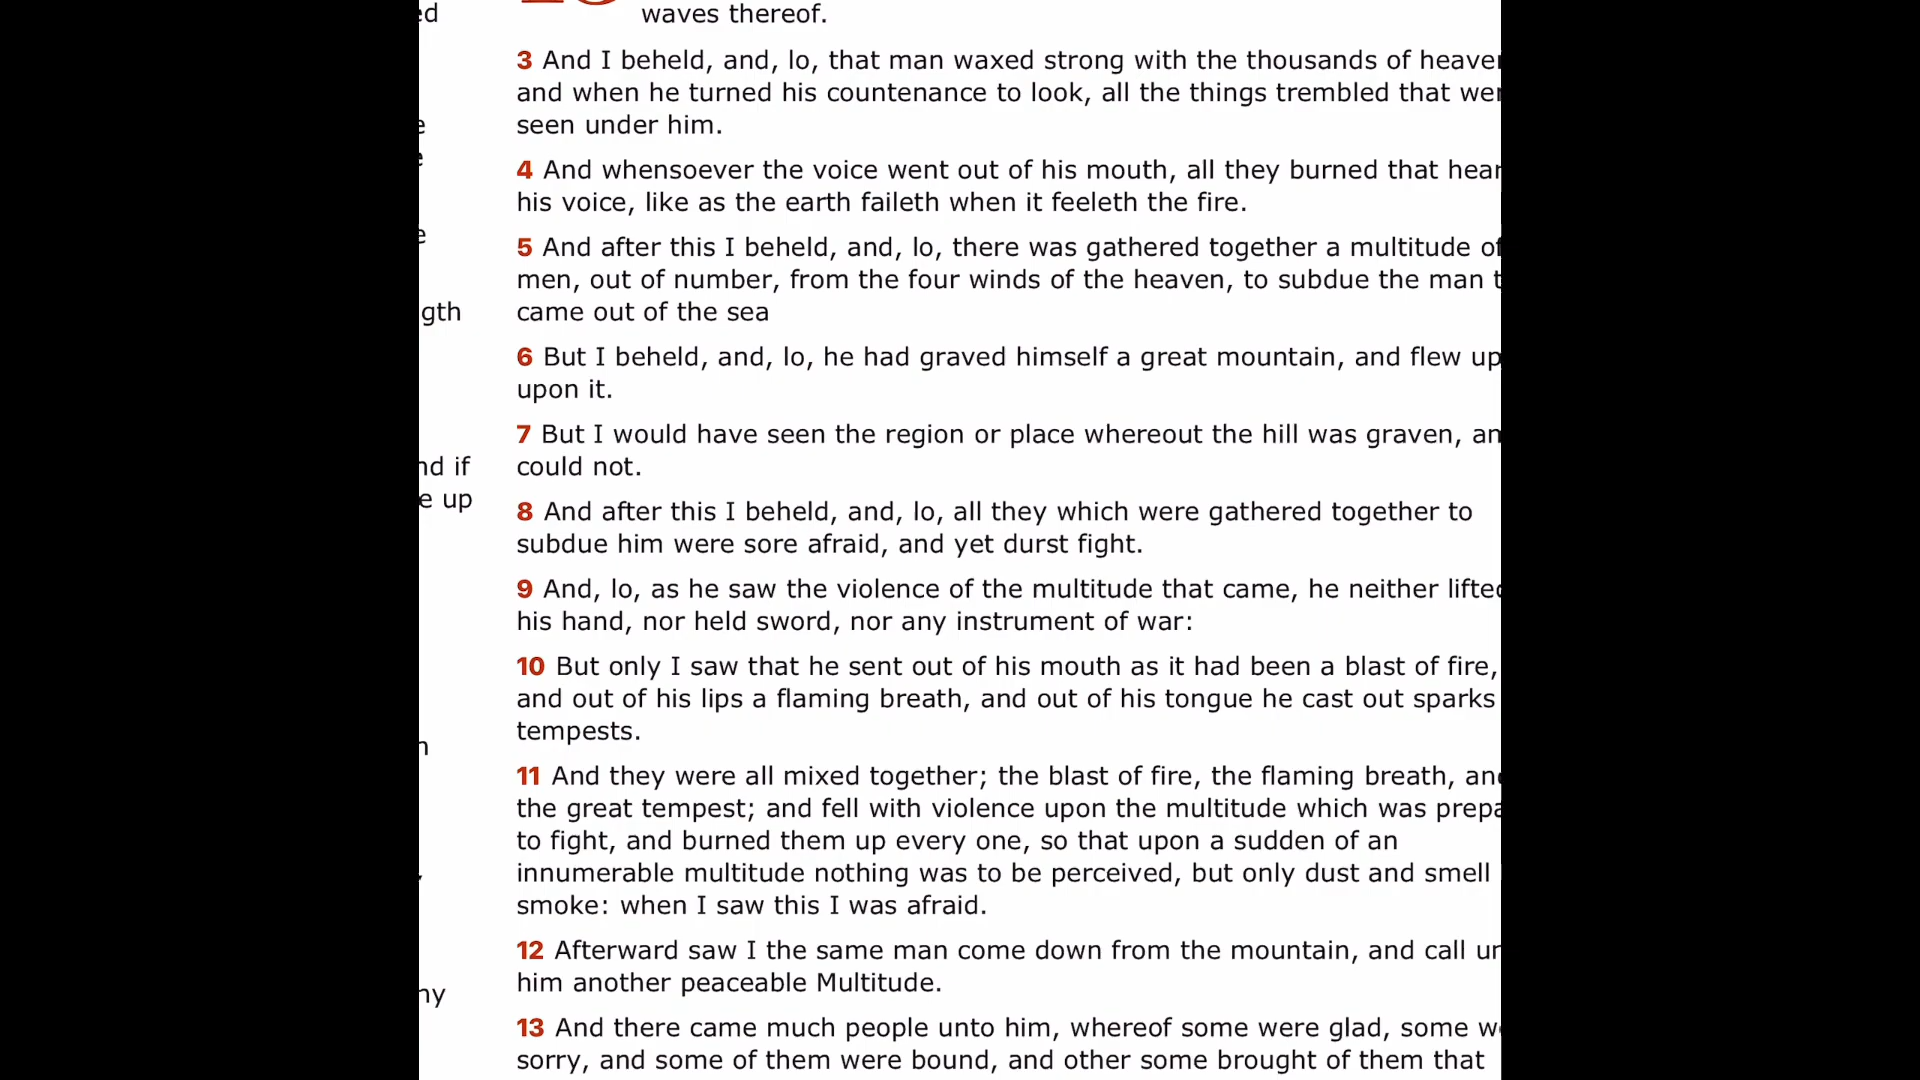 waves thereof.
3 And I beheld, and, lo, that man waxed strong with the thousands of
and when he turned his countenance to look, all the things trembled that
seen under him.
4 And whensoever the voice went out of his mouth, all they burned that
his voice, like as the earth faileth when it feeleth the fire.
5 And after this I beheld, and, lo, there was gathered together a multitude of
men, out of number, from the four winds of the heaven, to subdue the man
came out of the sea
6 But I beheld, and, lo, he had graved himself a great mountain, and flew up
upon it.
7 But I would have seen the region or place whereout the hill was graven,
could not.
8 And after this I beheld, and, lo, all they which were gathered together to
subdue him were sore afraid, and yet durst fight.
9 And, lo, as he saw the violence of the multitude that came, he neither lifted
his hand, nor held sword, nor any instrument of war:
10 But only I saw that he sent out of his mouth as it had been a blast of fire,
and out of his lips a flaming breath, and out of his tongue he cast out sparks
tempests.
11 And they were all mixed together; the blast of fire, the flaming breath, and
the great tempest; and fell with violence upon the multitude which was
to fight, and burned them up every one, so that upon a sudden of an
innumerable multitude nothing was to be perceived, but only dust and smell
smoke: when I saw this I was afraid.
12 Afterward saw I the same man come down from the mountain, and call
him another peaceable Multitude.
13 And there came much people unto him, whereof some were glad, some
sorry, and some of them were bound, and other some brought of them that
if
up